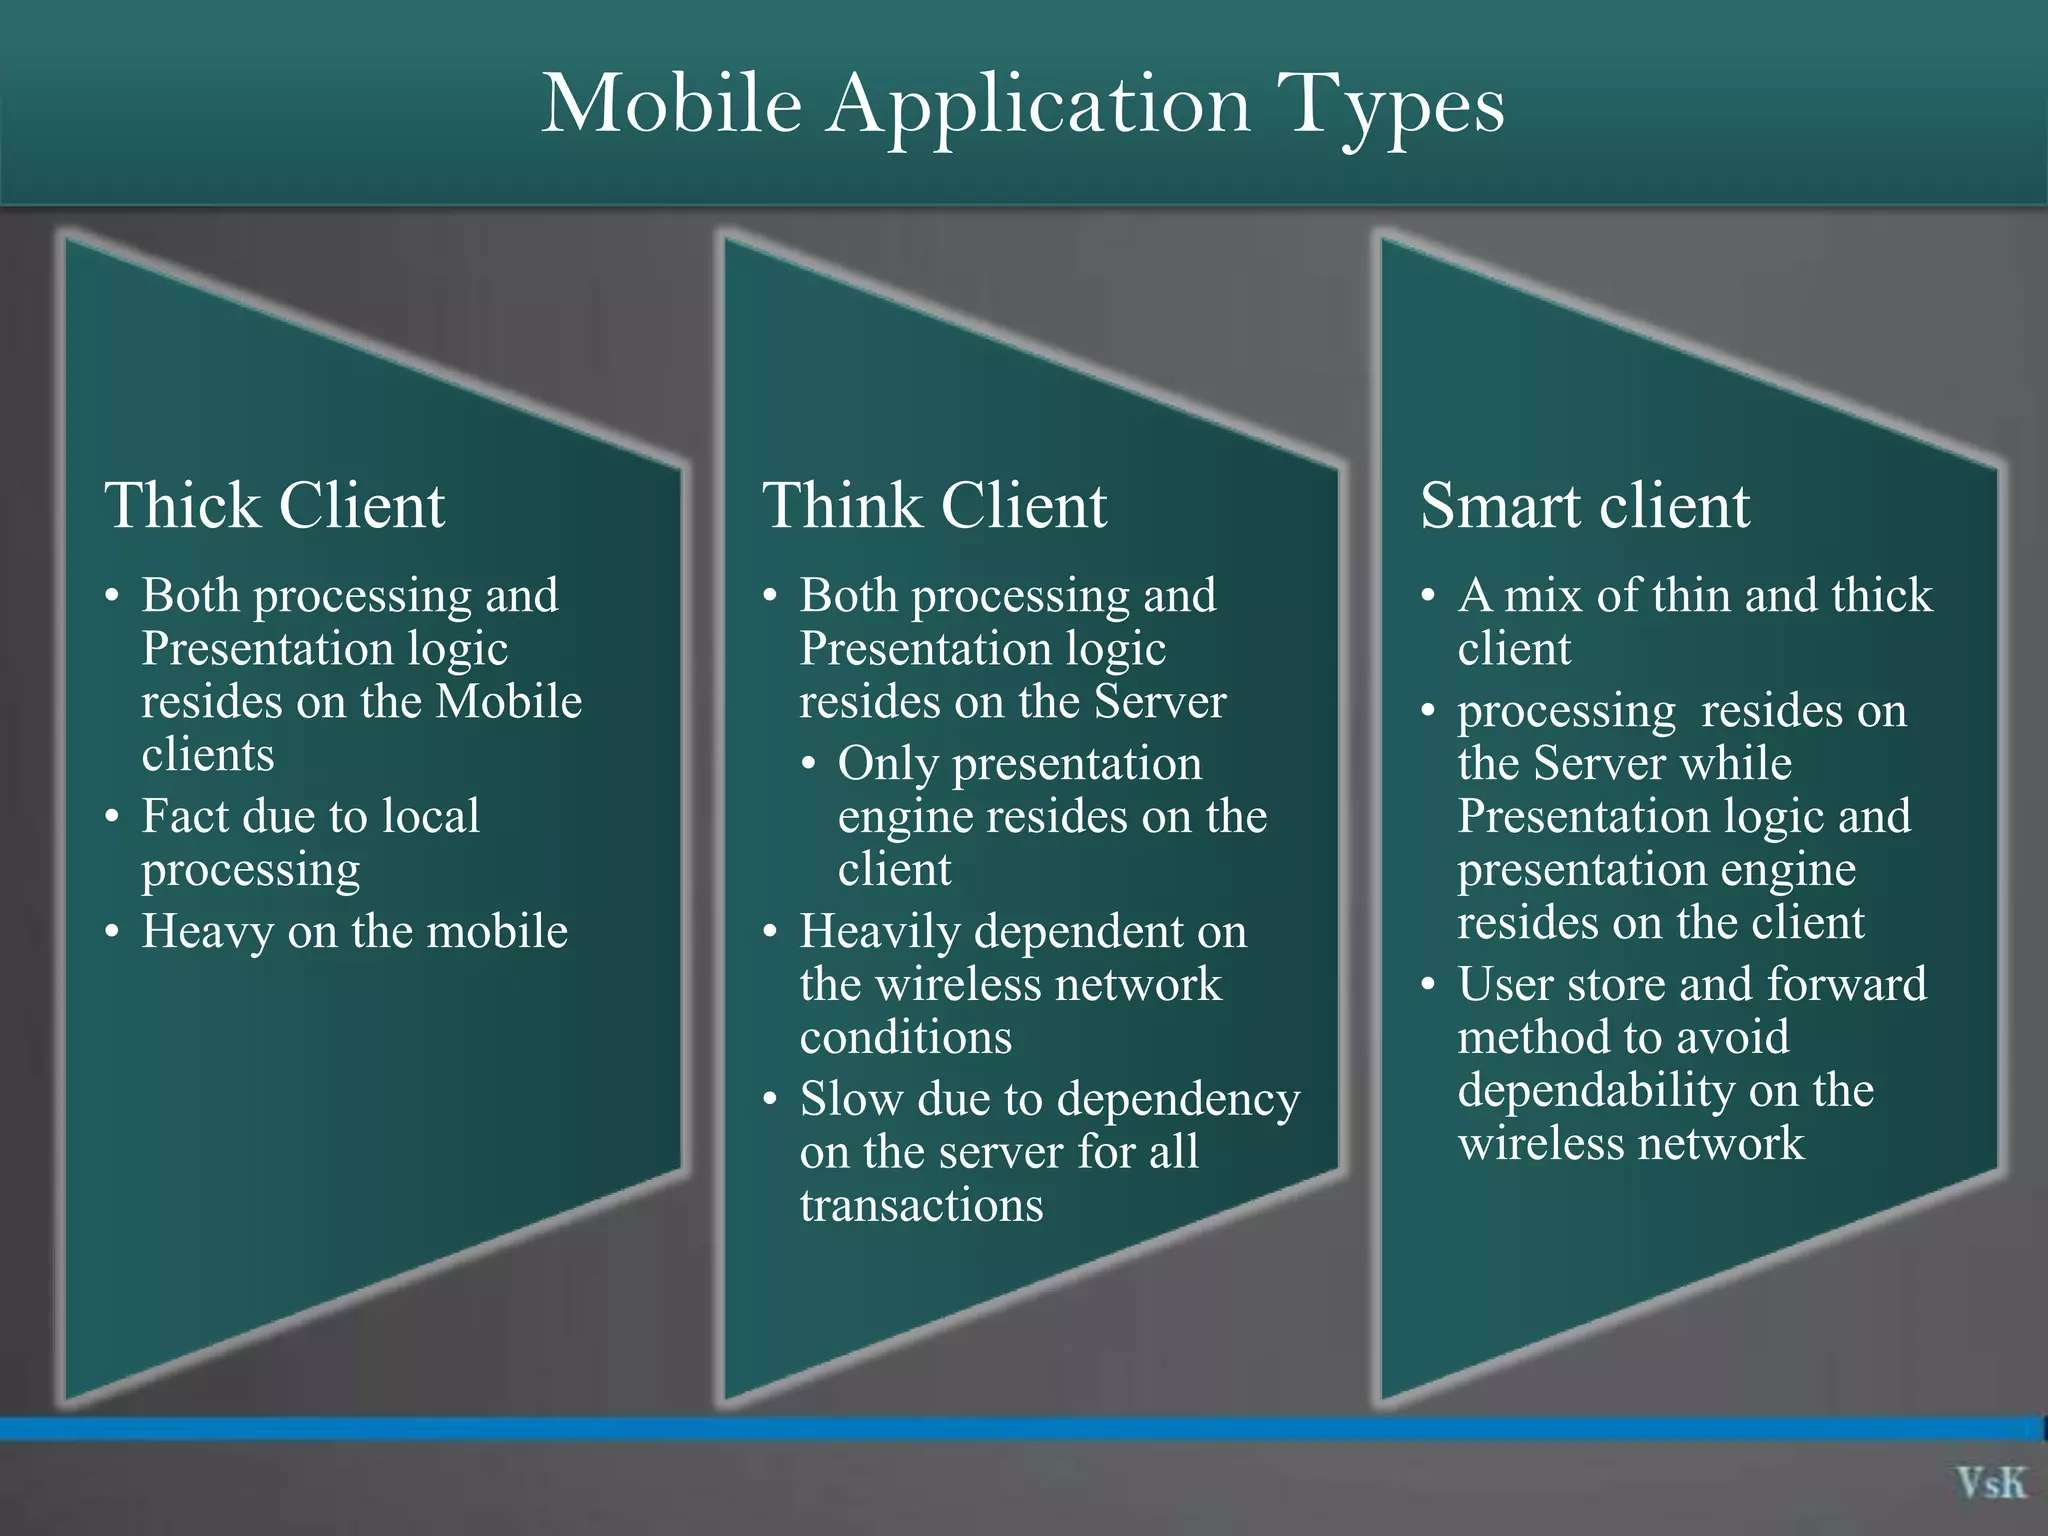 Mobile Application Types
Thick Client
• Both processing and
Presentation logic
resides on the Mobile
clients
• Fact due to local
processing
• Heavy on the mobile
Think Client
• Both processing and
Presentation logic
resides on the Server
• Only presentation
engine resides on the
client
• Heavily dependent on
the wireless network
conditions
• Slow due to dependency
on the server for all
transactions
Smart client
• A mix of thin and thick
client
• processing  resides on
the Server while
Presentation logic and
presentation engine
resides on the client
• User store and forward
method to avoid
dependability on the
wireless network
VsK